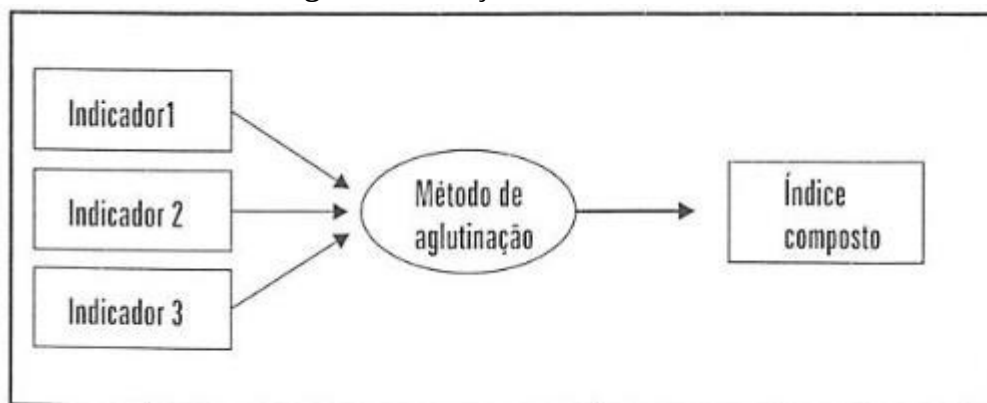 Indicador1
Indicador 2
Indicador 3
Método de
aglutinação
Índice
composto